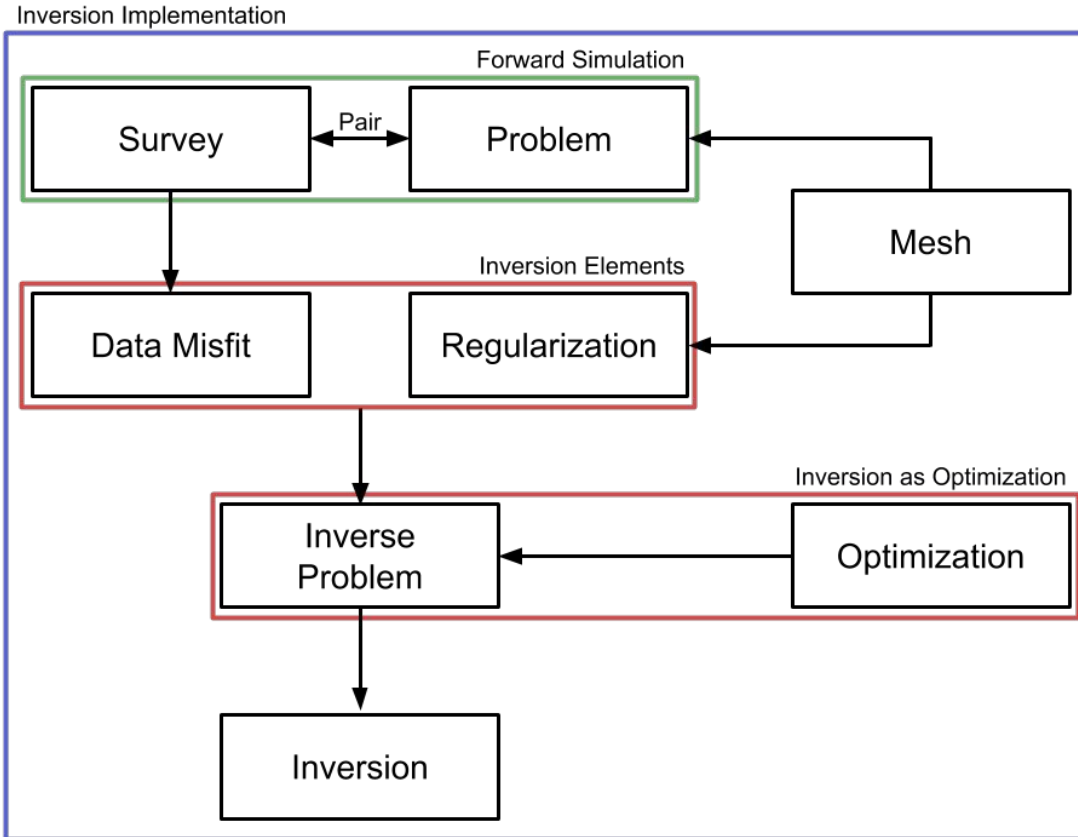 Inversion Implementation
Forward Simulation
Survey
Pair
Problem
Mesh
Inversion Elements
Data Misfit
Regularization
Inversion as Optimization
Inverse
Problem
Optimization
Inversion